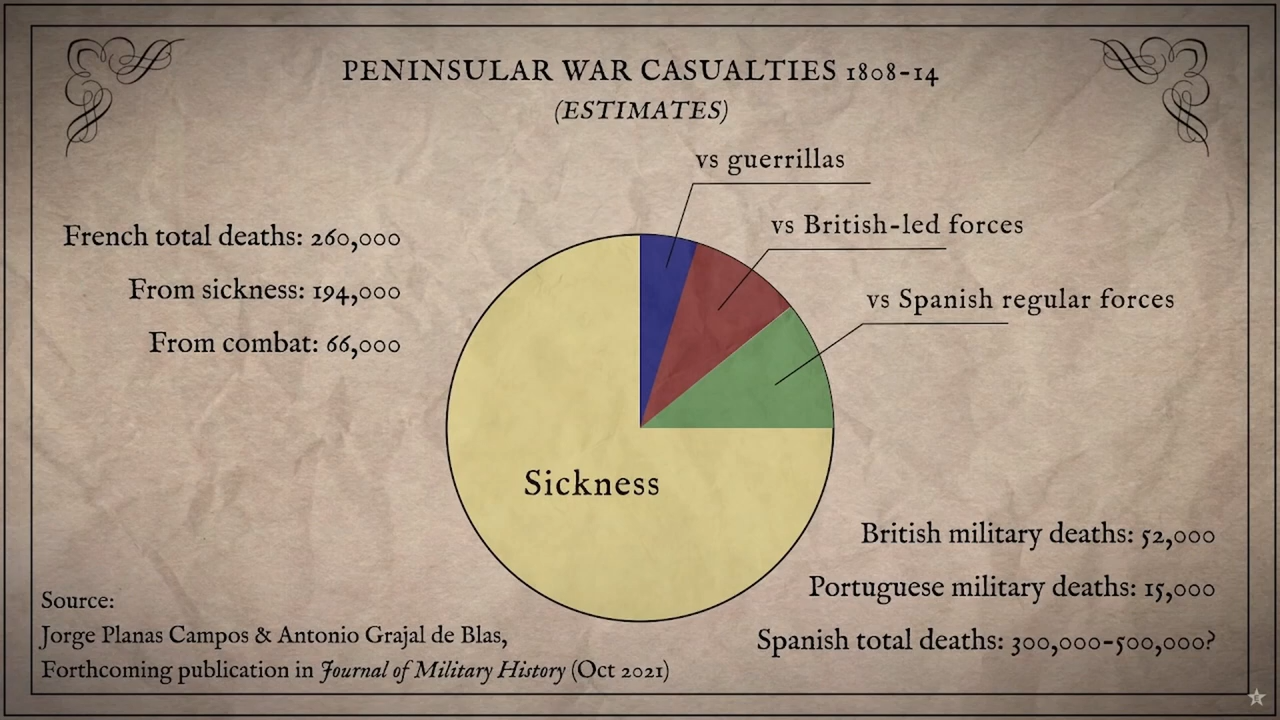 PENINSULAR WAR CASUALTIES 1808-14
(ESTIMATES)
vs guerrillas
vs British-led forces
vs Spanish regular forces
French total deaths: 260,000
From sickness: 194,000
From combat: 66,000
Sickness
British military deaths: 52,000
Portuguese military deaths: 15,000
Spanish total deaths: 300,000-500,000?
Source:
Jorge Planas Campos & Antonio Grajal de Blas,
Forthcoming publication in Journal of Military History (Oct 2021)